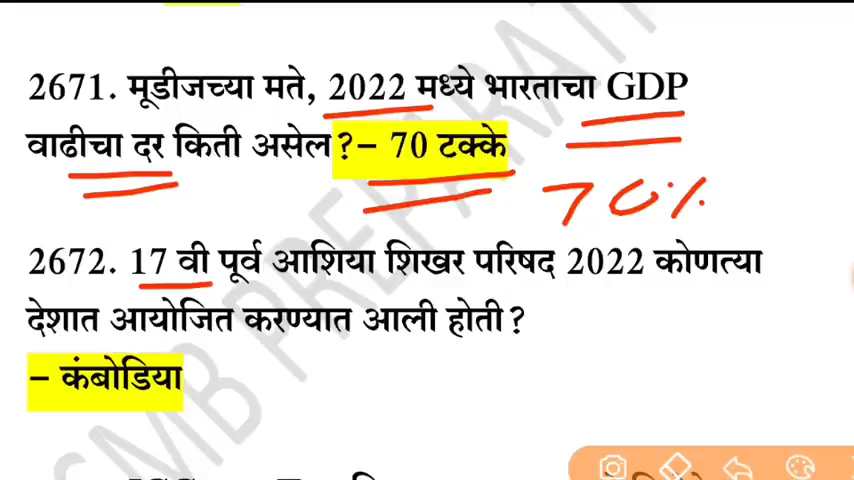 2671. मूडीजच्या मते, 2022 मध्ये भारताचा GDP
वाढीचा दर किती असेल?- 70 टक्के
70%
2672. 17 वी पूर्व आशिया शिखर परिषद 2022 कोणत्या
देशात आयोजित करण्यात आली होती?
- कंबोडिया